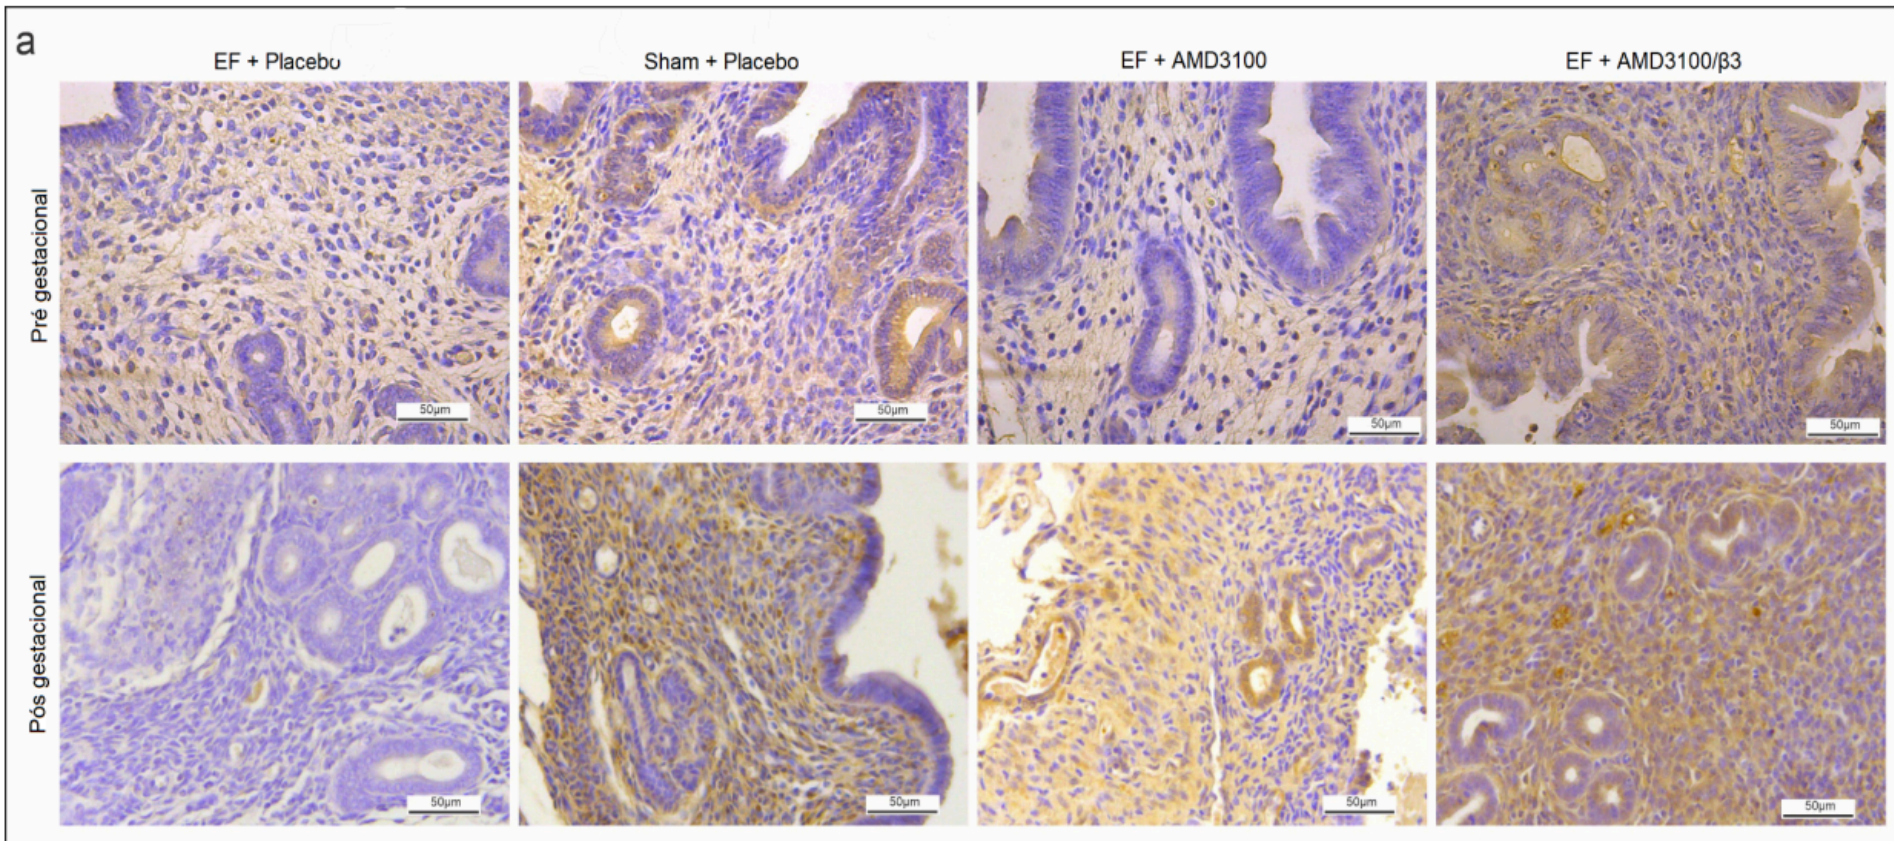 a
EF + Placebo
Sham + Placebo
EF + AMD3100
EF + AMD3100/β3
Pré gestacional
50µm
50µm
50µm
50µm
Pós gestacional
50µm
50µm
50µm
50µm